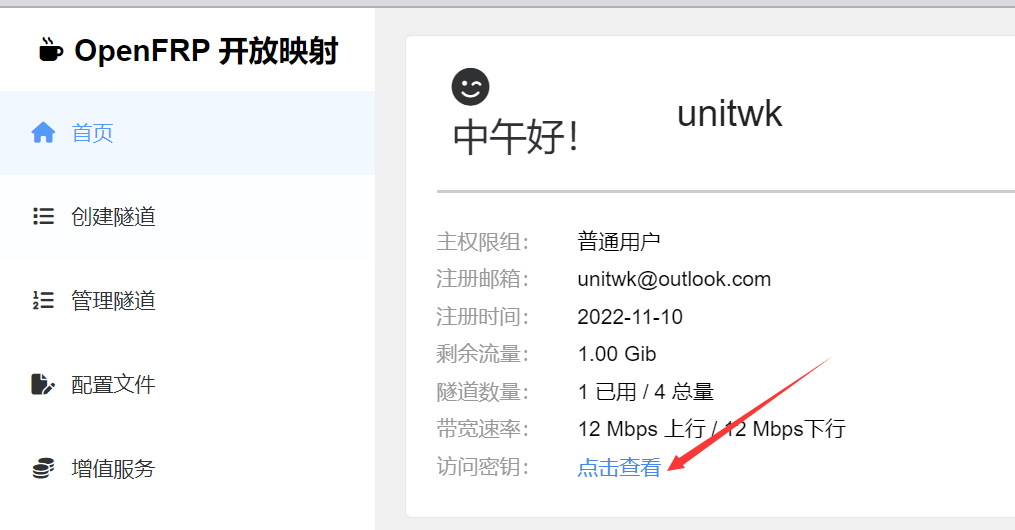 OpenFRP 开放映射
首页
创建隧道
管理隧道
配置文件
增值服务
中午好！
unitwk
主权限组： 普通用户
注册邮箱： unitwk@outlook.com
注册时间： 2022-11-10
剩余流量： 1.00 Gib
隧道数量： 1 已用 / 4 总量
带宽速率： 12 Mbps 上行 / 12 Mbps下行
访问密钥： 点击查看